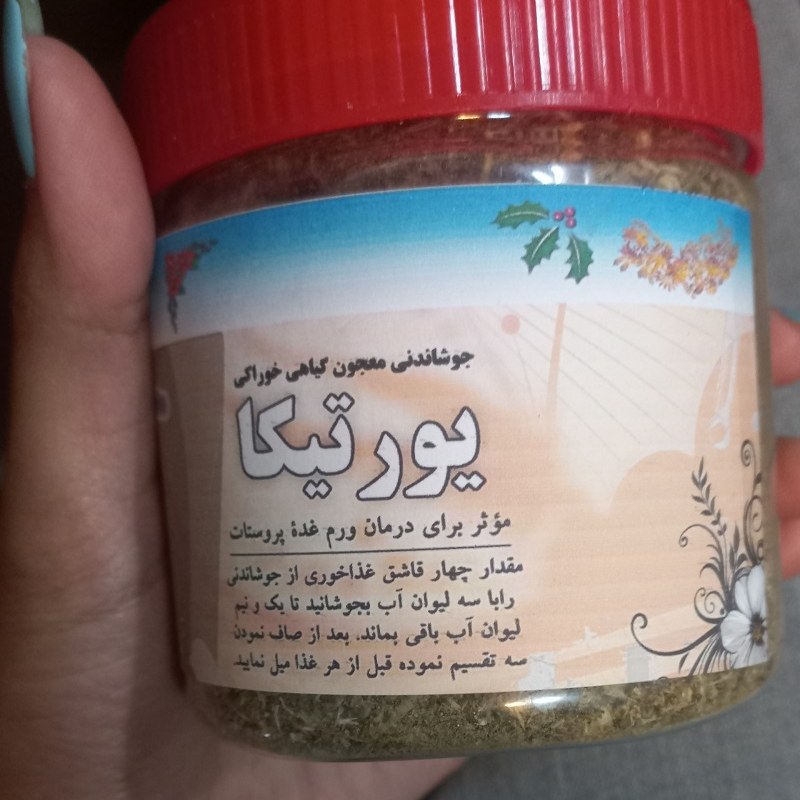 جوشاندنی معجون گیاهی خوراکی
یورتیکا
مؤثر برای درمان ورم غدۀ پروستات
مقدار چهار قاشق غذاخوری از جوشاندنی
رابا سه لیوان آب بجوشانید تا یک و نیم
لیوان آب باقی بماند. بعد از صاف نمودن
سه تقسیم نموده قبل از هر غذا میل نمایید.